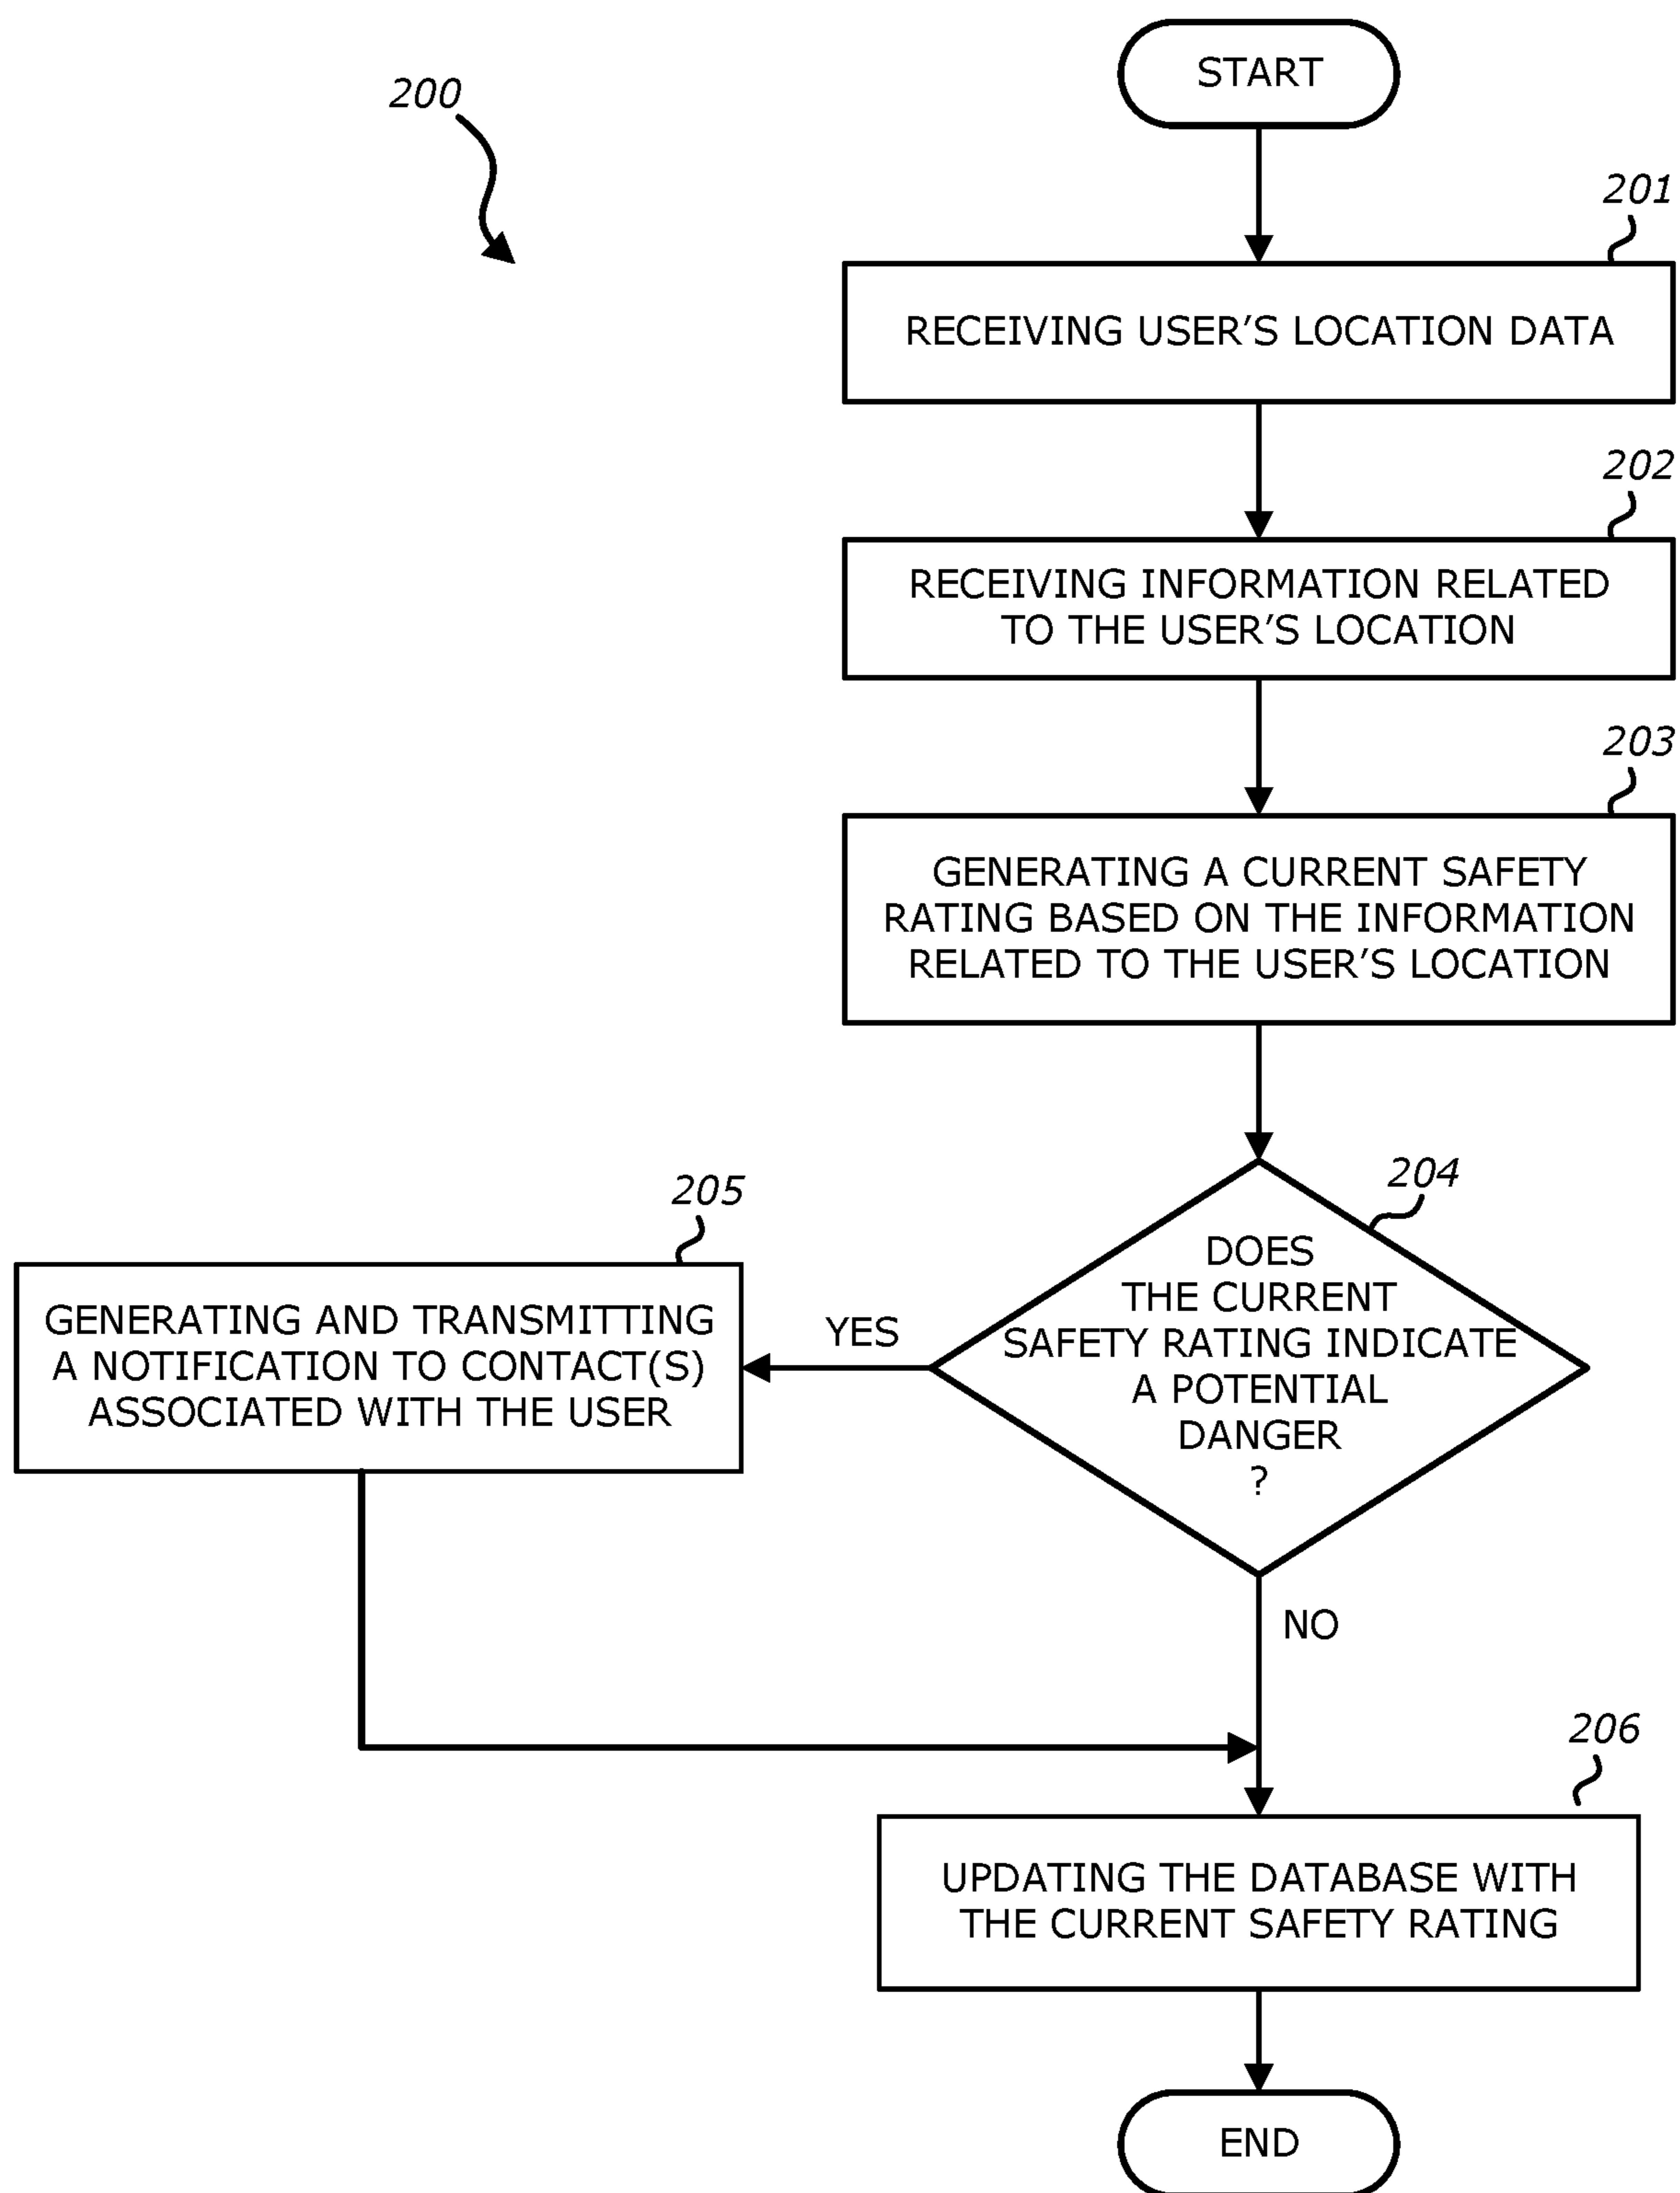 START
200
201
RECEIVING USER’S LOCATION DATA
202
RECEIVING INFORMATION RELATED
TO THE USER’S LOCATION
203
GENERATING A CURRENT SAFETY
RATING BASED ON THE INFORMATION
RELATED TO THE USER’S LOCATION
204
DOES
THE CURRENT
SAFETY RATING INDICATE
A POTENTIAL
DANGER
?
YES
205
GENERATING AND TRANSMITTING
A NOTIFICATION TO CONTACT(S)
ASSOCIATED WITH THE USER
NO
206
UPDATING THE DATABASE WITH
THE CURRENT SAFETY RATING
END